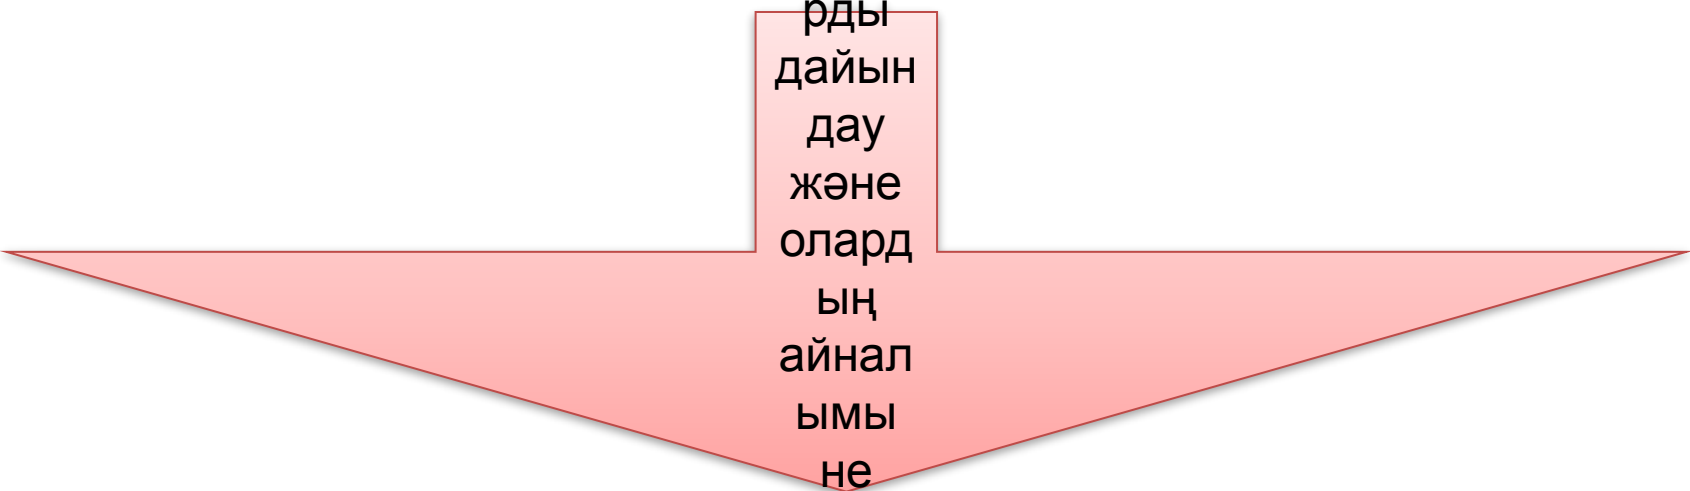 рды
дайын
дау
және
олард
ың
айнал
ымы
не